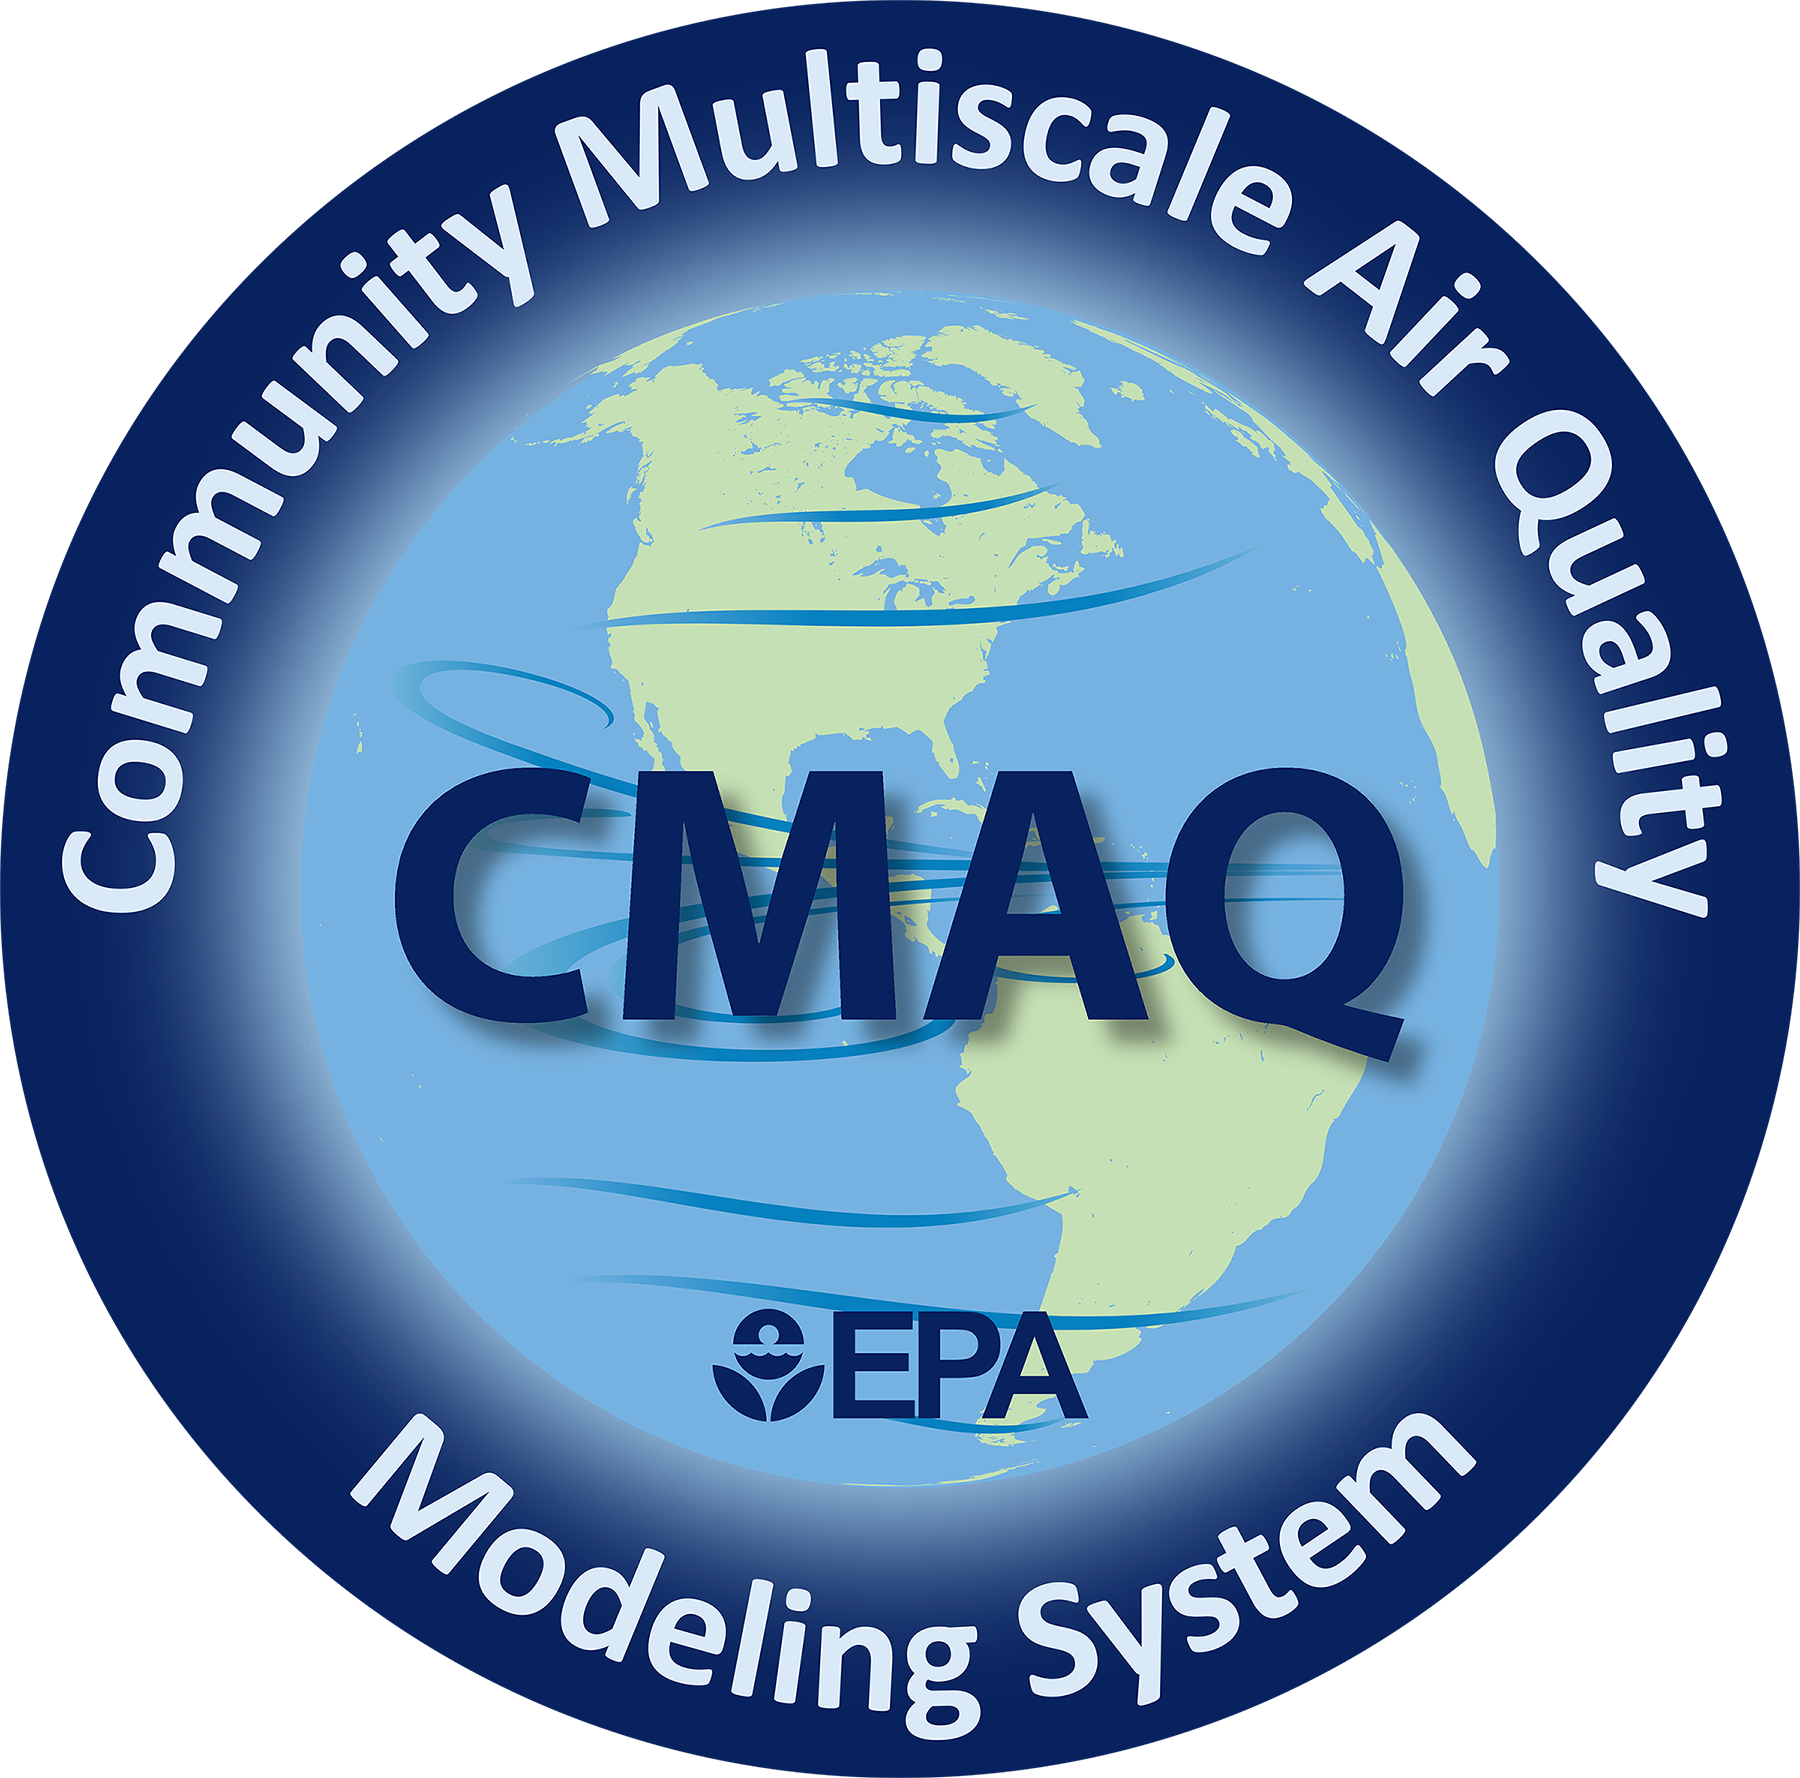 Community Multiscale Air Quality
CMAQ
EPA
Modeling System